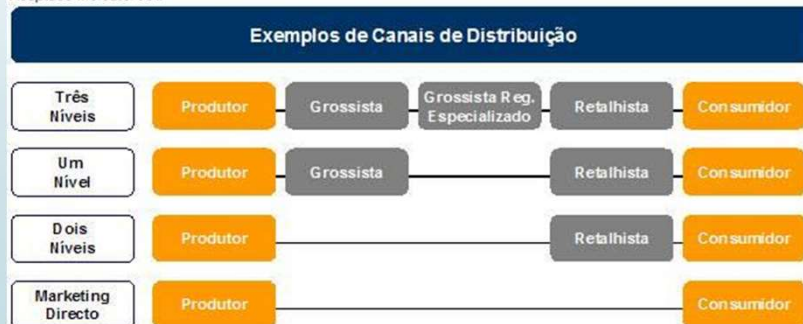 Exemplos de Canais de Distribuição
Três
Níveis
Produtor
Grossista
Grossista Reg.
Especializado
Retalhista
Consumidor
Um
Nível
Produtor
Grossista
Retalhista
Consumidor
Dois
Níveis
Produtor
Retalhista
Consumidor
Marketing
Directo
Produtor
Consumidor